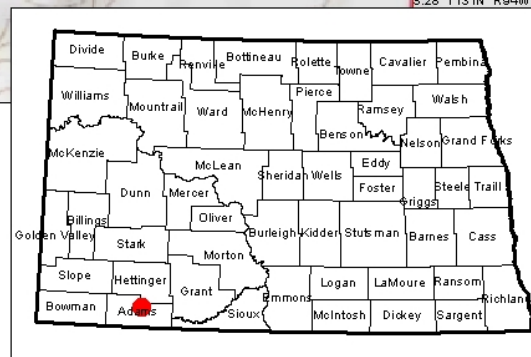 S.28 T131N R94W
Divide Burke Renville Bottineau Rolette Towne Cavalier Pembina
Williams Mountrail Ward McHenry Pierce Ramsey Walsh
Benson Nelson Grand Forks
McKenzie McLean Sheridan Wells Eddy
Dunn Mercer Foster Griggs Steele Traill
Oliver
Golden Valley Billings Stark Morton Burleigh Kidder Stutsman Barnes Cass
Slope Hettinger Grant Emmons Logan LaMoure Ransom Richland
Bowman Adams Sioux McIntosh Dickey Sargent